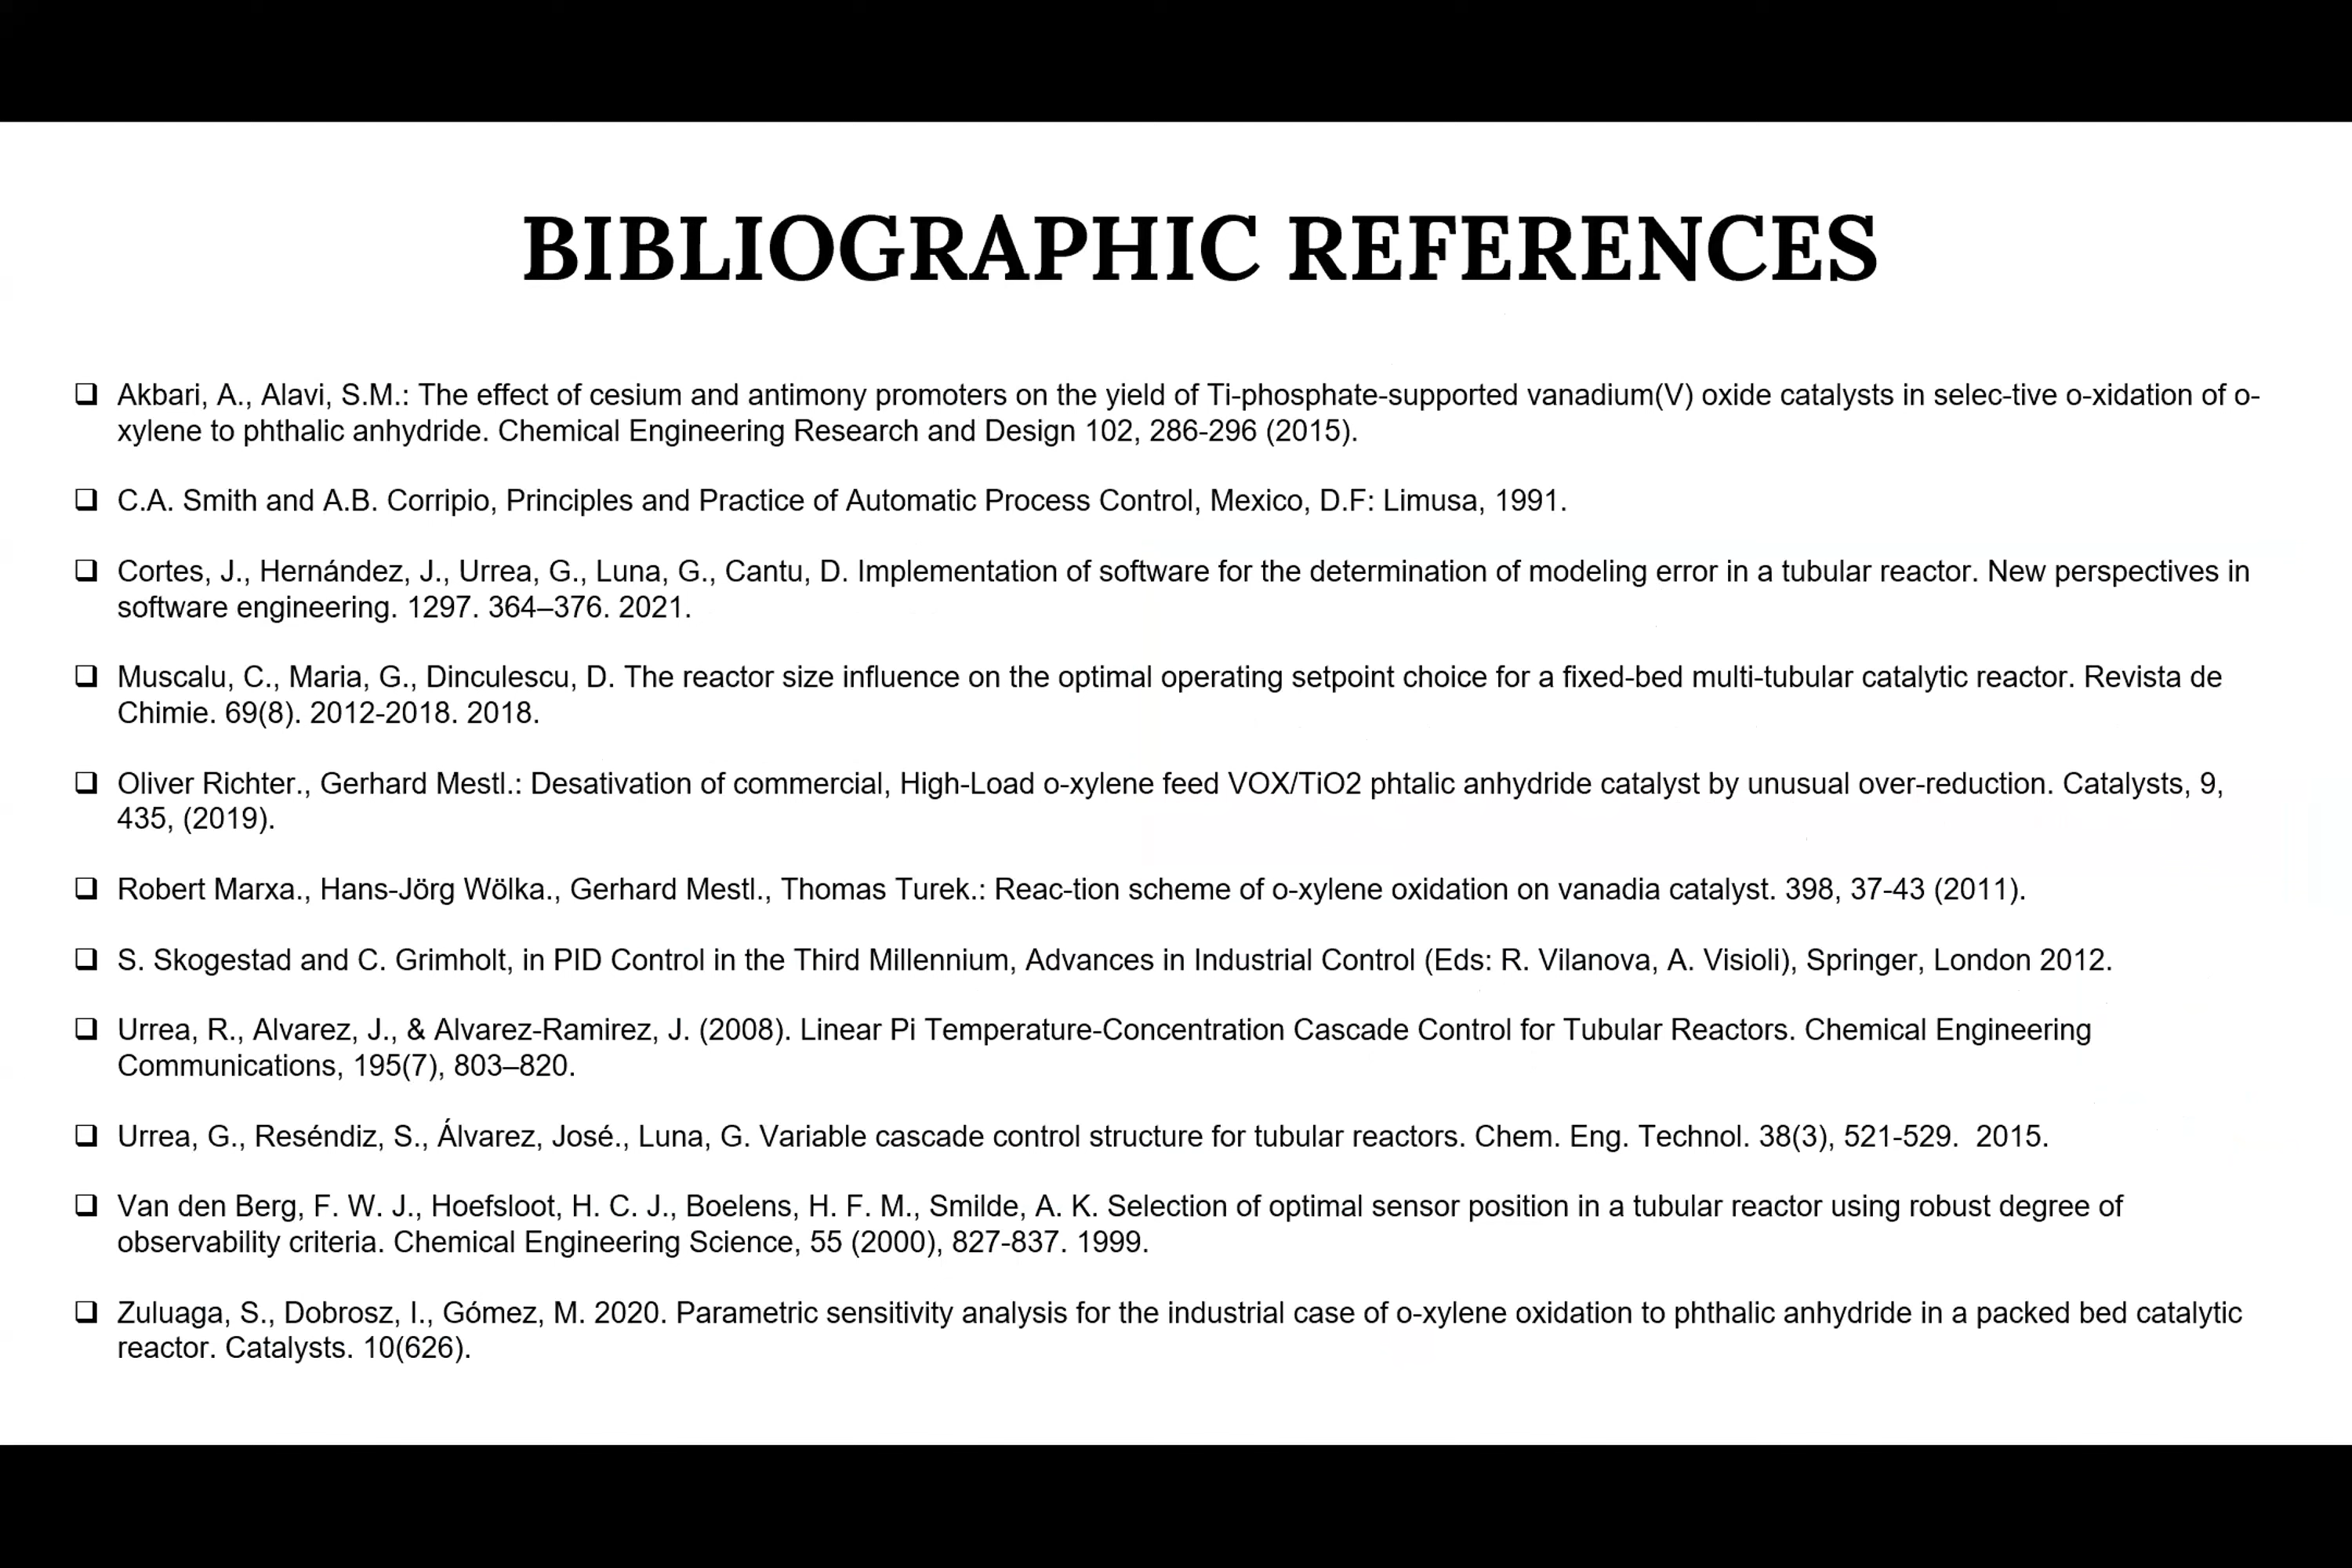 BIBLIOGRAPHIC REFERENCES
❑ Akbari, A., Alavi, S.M.: The effect of cesium and antimony promoters on the yield of Ti-phosphate-supported vanadium(V) oxide catalysts in selec-tive o-xidation of o-
xylene to phthalic anhydride. Chemical Engineering Research and Design 102, 286-296 (2015).
❑ C.A. Smith and A.B. Corripio, Principles and Practice of Automatic Process Control, Mexico, D.F: Limusa, 1991.
❑ Cortes, J., Hernández, J., Urrea, G., Luna, G., Cantu, D. Implementation of software for the determination of modeling error in a tubular reactor. New perspectives in
software engineering. 1297. 364–376. 2021.
❑ Muscalu, C., Maria, G., Dinculescu, D. The reactor size influence on the optimal operating setpoint choice for a fixed-bed multi-tubular catalytic reactor. Revista de
Chimie. 69(8). 2012-2018. 2018.
❑ Oliver Richter., Gerhard Mestl.: Desativation of commercial, High-Load o-xylene feed VOX/TiO2 phtalic anhydride catalyst by unusual over-reduction. Catalysts, 9,
435, (2019).
❑ Robert Marxa., Hans-Jörg Wölka., Gerhard Mestl., Thomas Turek.: Reac-tion scheme of o-xylene oxidation on vanadia catalyst. 398, 37-43 (2011).
❑ S. Skogestad and C. Grimholt, in PID Control in the Third Millennium, Advances in Industrial Control (Eds: R. Vilanova, A. Visioli), Springer, London 2012.
❑ Urrea, R., Alvarez, J., & Alvarez-Ramirez, J. (2008). Linear Pi Temperature-Concentration Cascade Control for Tubular Reactors. Chemical Engineering
Communications, 195(7), 803–820.
❑ Urrea, G., Reséndiz, S., Álvarez, José., Luna, G. Variable cascade control structure for tubular reactors. Chem. Eng. Technol. 38(3), 521-529.  2015.
❑ Van den Berg, F. W. J., Hoefsloot, H. C. J., Boelens, H. F. M., Smilde, A. K. Selection of optimal sensor position in a tubular reactor using robust degree of
observability criteria. Chemical Engineering Science, 55 (2000), 827-837. 1999.
❑ Zuluaga, S., Dobrosz, I., Gómez, M. 2020. Parametric sensitivity analysis for the industrial case of o-xylene oxidation to phthalic anhydride in a packed bed catalytic
reactor. Catalysts. 10(626).